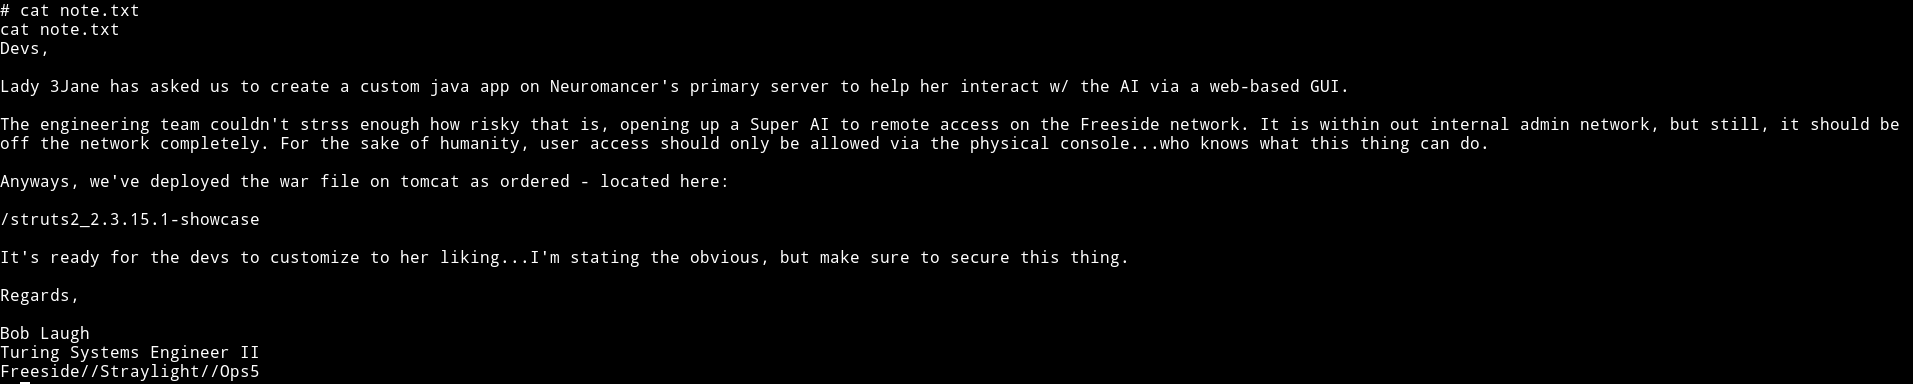 # cat note.txt
cat note.txt
Devs,
Lady 3Jane has asked us to create a custom java app on Neuromancer's primary server to help her interact w/ the AI via a web-based GUI.
The engineering team couldn't strss enough how risky that is, opening up a Super AI to remote access on the Freeside network. It is within out internal admin network, but still, it should be
off the network completely. For the sake of humanity, user access should only be allowed via the physical console...who knows what this thing can do.
Anyways, we've deployed the war file on tomcat as ordered - located here:
/struts2_2.3.15.1-showcase
It's ready for the devs to customize to her liking...I'm stating the obvious, but make sure to secure this thing.
Regards,
Bob Laugh
Turing Systems Engineer II
Freeside//Straylight//Ops5